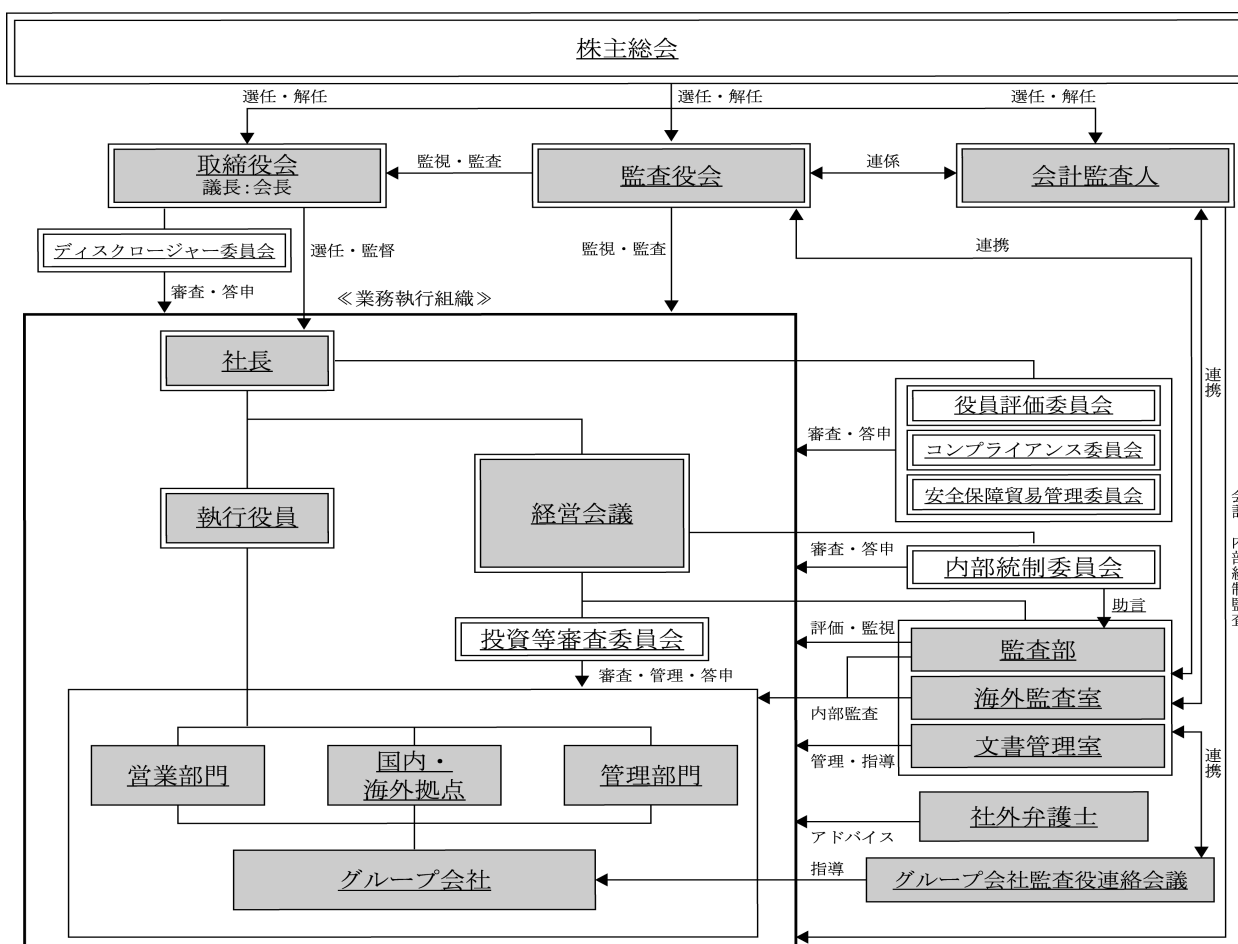 株主総会
選任・解任
選任・解任
選任・解任
取締役会
議長:会長
監視・監査
監査役会
連係
会計監査人
ディスクロージャー委員会
選任・監督
監視・監査
連携
審査・答申
≪業務執行組織≫
社長
連携
役員評価委員会
審査・答申
コンプライアンス委員会
安全保障貿易管理委員会
執行役員
経営会議
審査・答申
内部統制委員会
助言
投資等審査委員会
評価・監視
監査部
審査・管理・答申
海外監査室
内部監査
文書管理室
管理・指導
連携
営業部門
国内・
海外拠点
管理部門
社外弁護士
アドバイス
グループ会社
指導
グループ会社監査役連絡会議